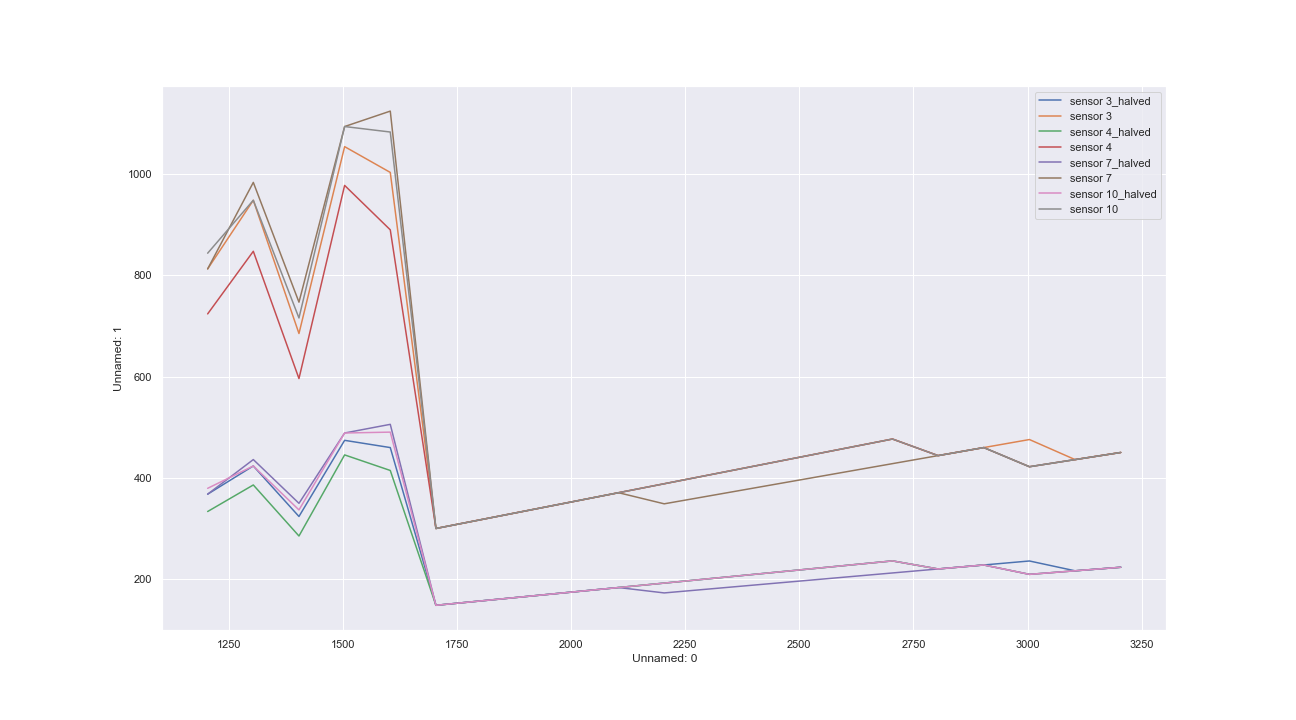 sensor 3_halved
sensor 3
sensor 4_halved
sensor 4
sensor 7_halved
sensor 7
sensor 10_halved
sensor 10
1000
800
600
400
200
Unnamed: 1
1250
1500
1750
2000
2250
2500
2750
3000
3250
Unnamed: 0